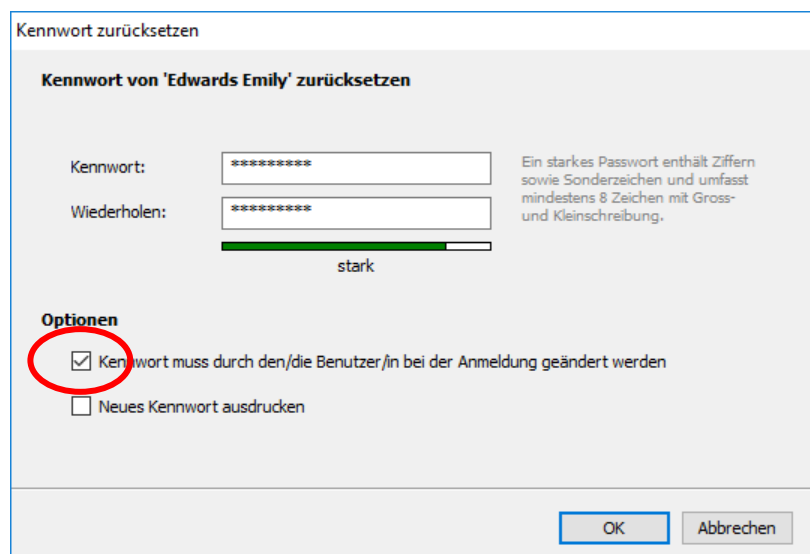 Kennwort zurücksetzen
Kennwort von 'Edwards Emily' zurücksetzen
Kennwort:
*********
Ein starkes Passwort enthält Ziffern
sowie Sonderzeichen und umfasst
mindestens 8 Zeichen mit Gross-
und Kleinschreibung.
Wiederholen:
*********
stark
Optionen
Kennwort muss durch den/die Benutzer/in bei der Anmeldung geändert werden
Neues Kennwort ausdrucken
OK
Abbrechen